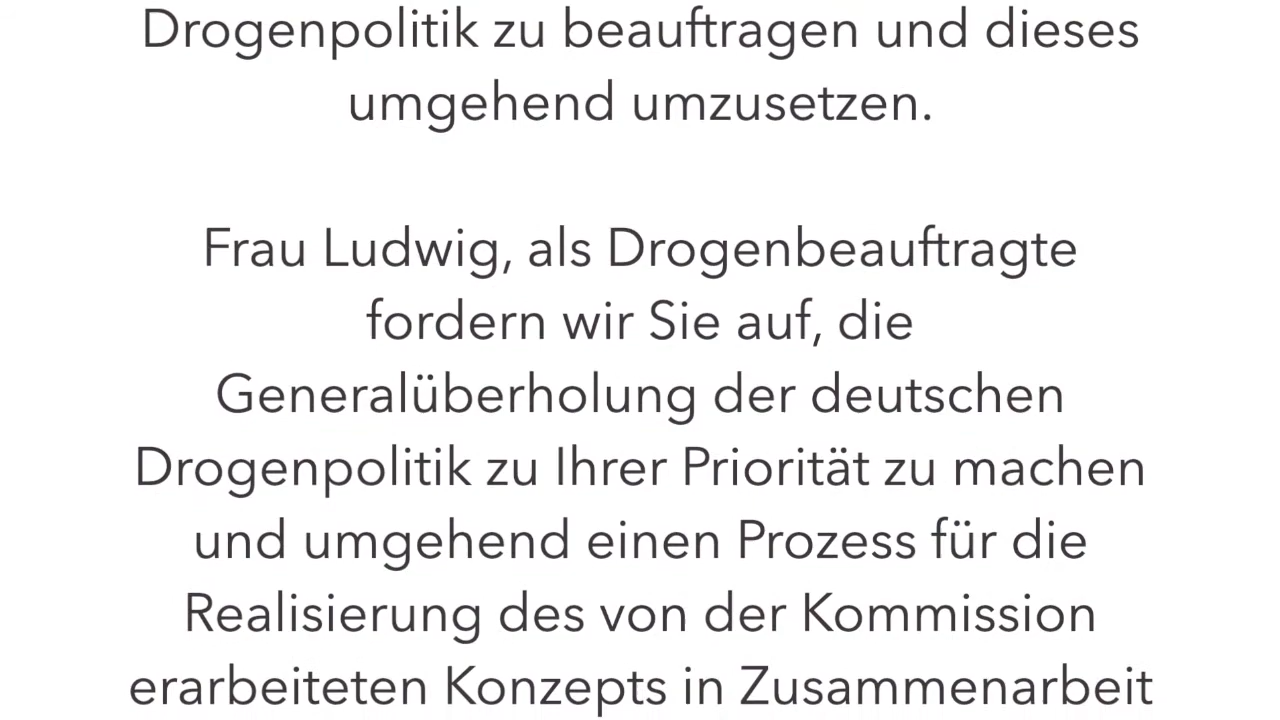 Drogenpolitik zu beauftragen und dieses
umgehend umzusetzen.
Frau Ludwig, als Drogenbeauftragte
fordern wir Sie auf, die
Generalüberholung der deutschen
Drogenpolitik zu Ihrer Priorität zu machen
und umgehend einen Prozess für die
Realisierung des von der Kommission
erarbeiteten Konzepts in Zusammenarbeit